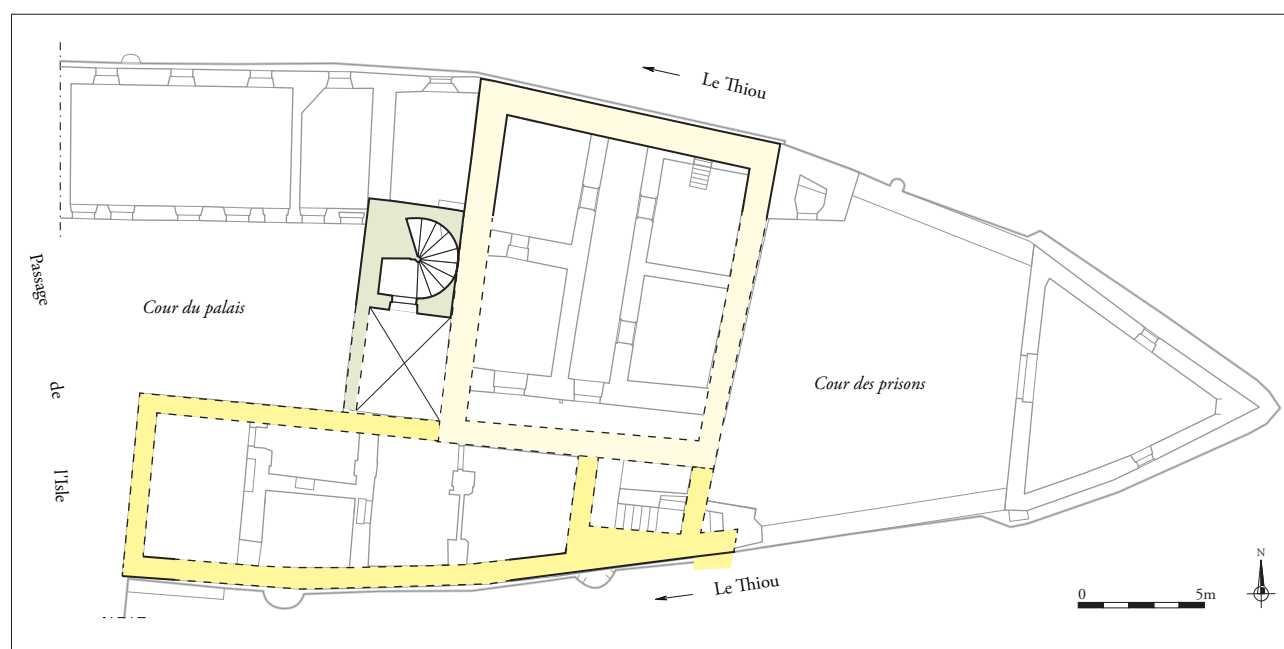 Le Thiou
Passage
de
l'Isle
Cour du palais
Cour des prisons
Le Thiou
0 5m
N